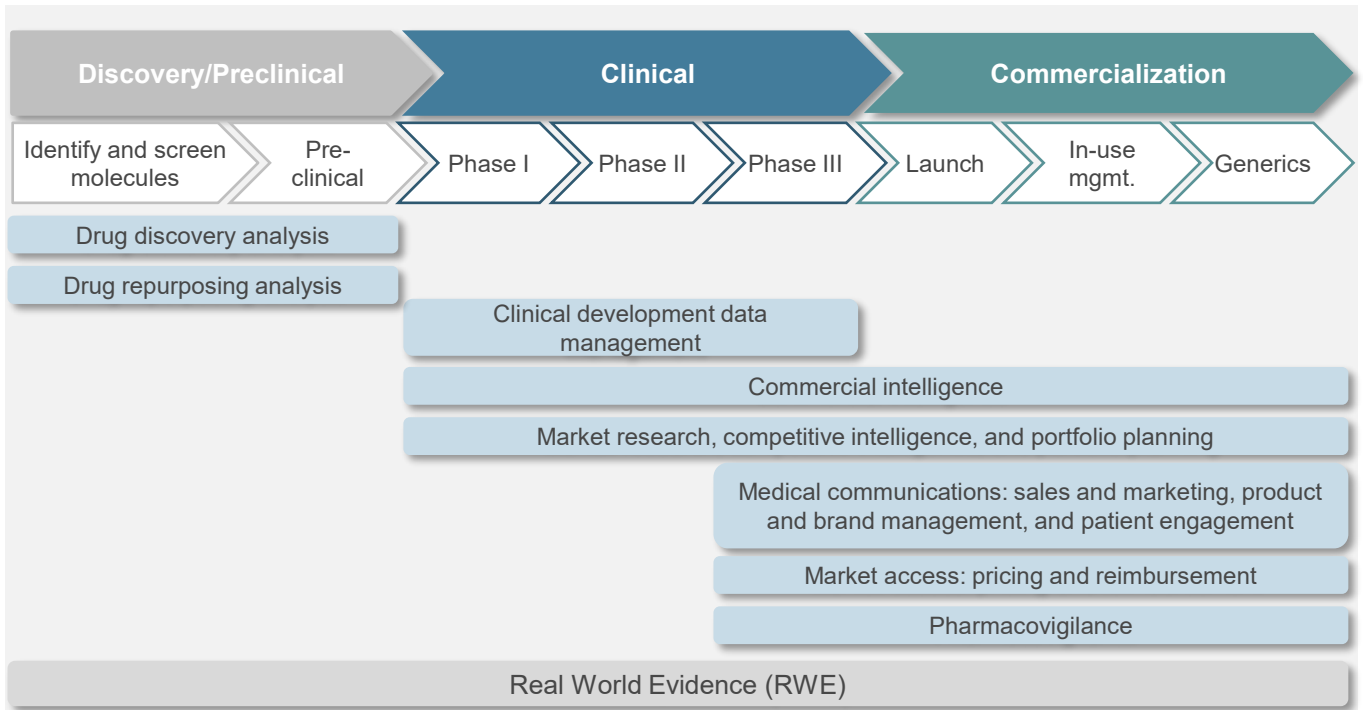 Discovery/Preclinical
Clinical
Commercialization
Identify and screen
molecules
Pre-
clinical
Phase I
Phase II
Phase III
Launch
In-use
mgmt.
Generics
Drug discovery analysis
Drug repurposing analysis
Clinical development data
management
Commercial intelligence
Market research, competitive intelligence, and portfolio planning
Medical communications: sales and marketing, product
and brand management, and patient engagement
Market access: pricing and reimbursement
Pharmacovigilance
Real World Evidence (RWE)